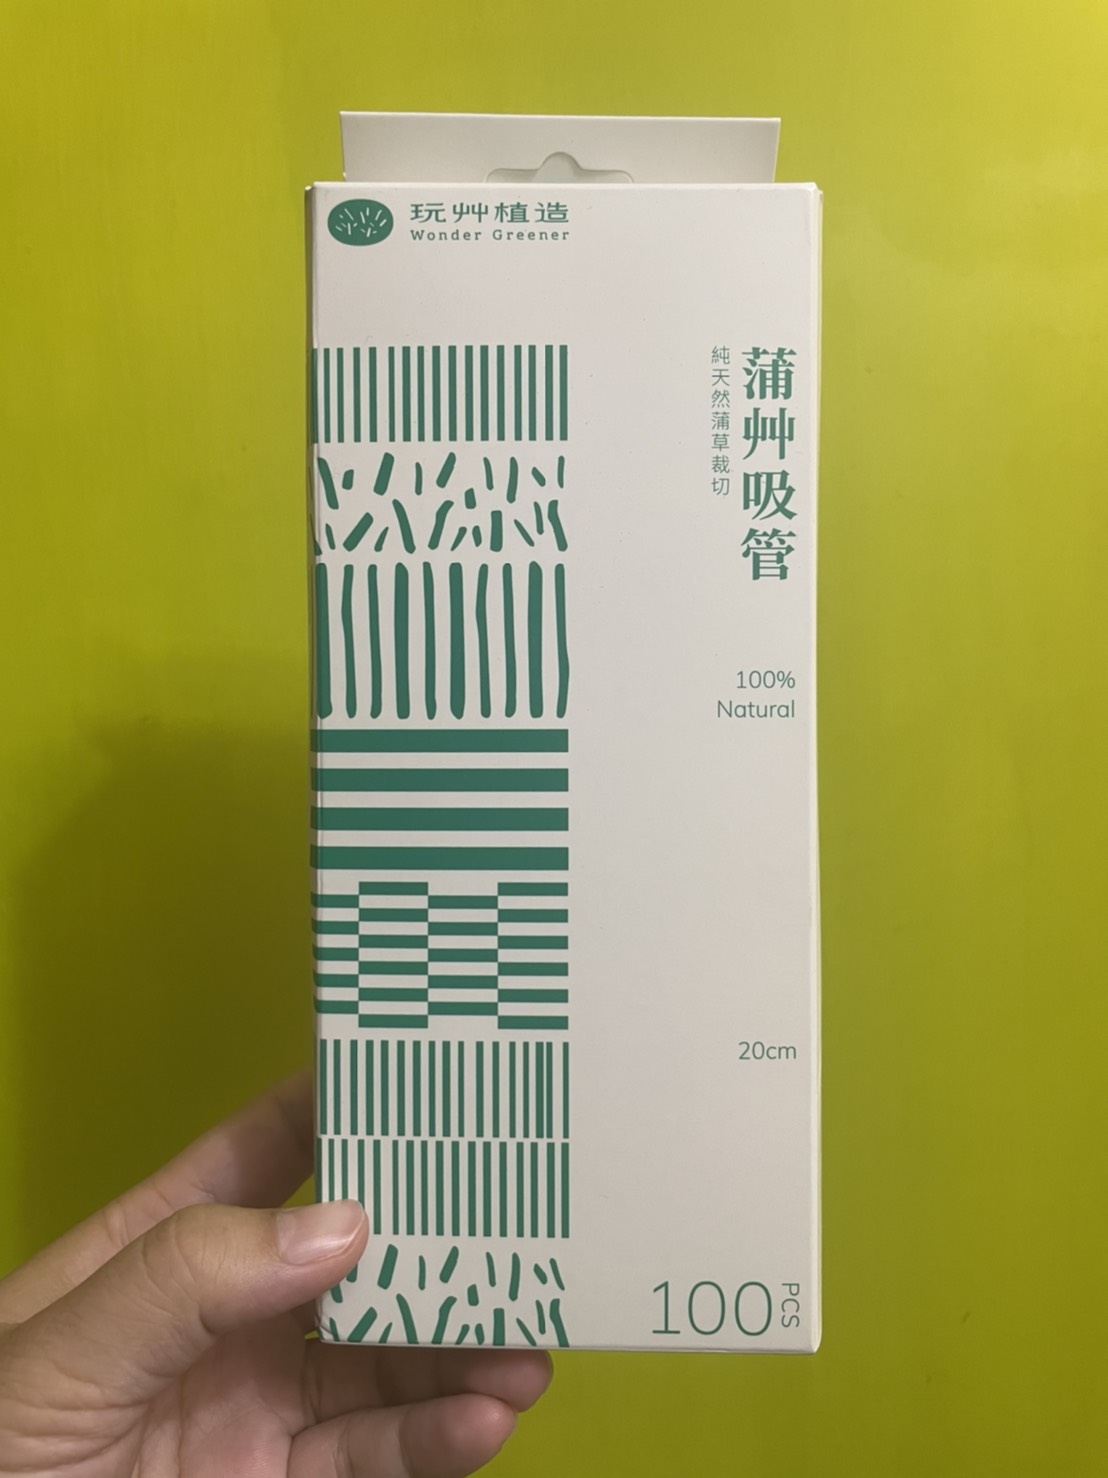 玩艸植造
Wonder Greener
蒲艸吸管
純天然蒲草裁切
100%
Natural
20cm
100 PCS